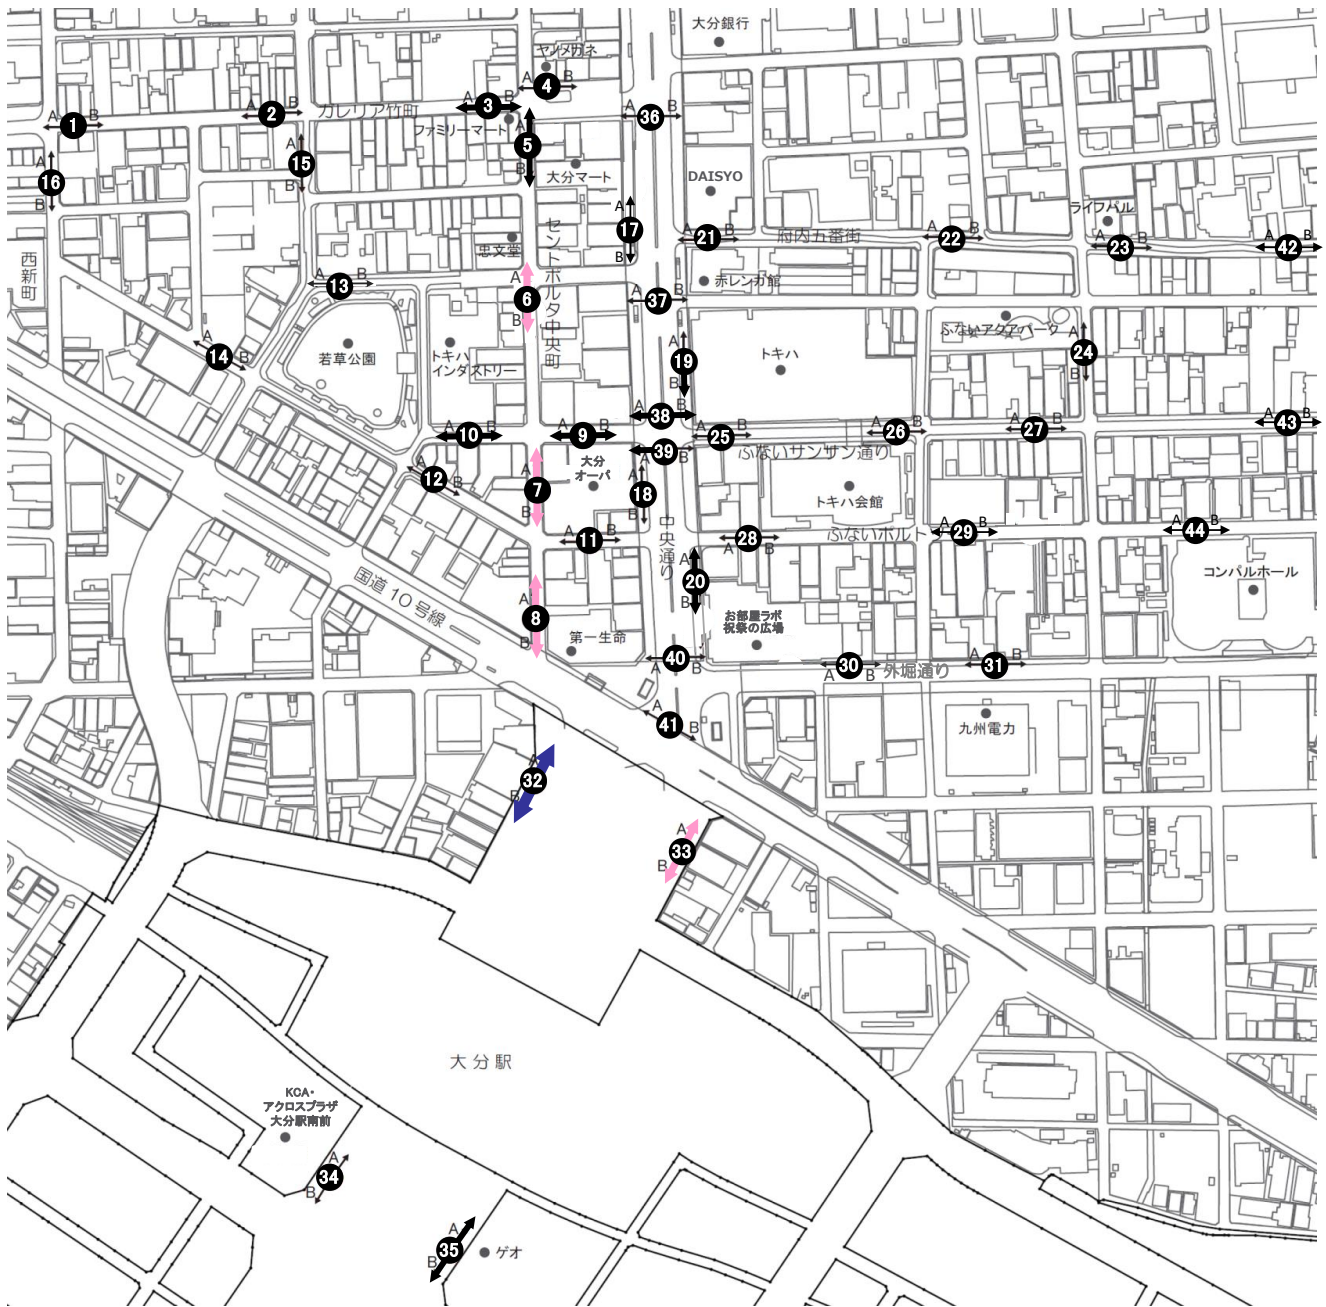 大分銀行
ヤノメガネ
A 4 B
A 3 B
ガレリア竹町
A 2 B
A 1 B
ファミリーマート
A 36 B
A 5 B
A 15 B
大分マート
A 16 B
DAISYO
ライフパル
A 17 B
A 21 B
府内五番街
A 22 B
A 23 B
A 42 B
セントポルタ中央町
忠文堂
西新町
A 13 B
A 6 B
赤レンガ館
A 37 B
ふないアクアパーク
A 14 B
若草公園
トキハ
インダストリー
A 19 B
トキハ
A 24 B
A 38 B
A 10 B
A 9 B
A 25 B
A 26 B
A 27 B
A 43 B
A 39 B
ふないサンサン通り
大分
オーパ
A 12 B
A 7 B
A 18 B
トキハ会館
中央通り
A 11 B
A 28 B
ふないボルト
A 29 B
A 44 B
国道10号線
A 20 B
コンパルホール
A 8 B
お部屋ラボ
祝祭の広場
第一生命
A 40 B
A 30 B
外堀通り
A 31 B
A 41 B
九州電力
A 32 B
A 33 B
大分駅
KCA・
アクロスプラザ
大分駅南前
A 34 B
A 35 B
ゲオ